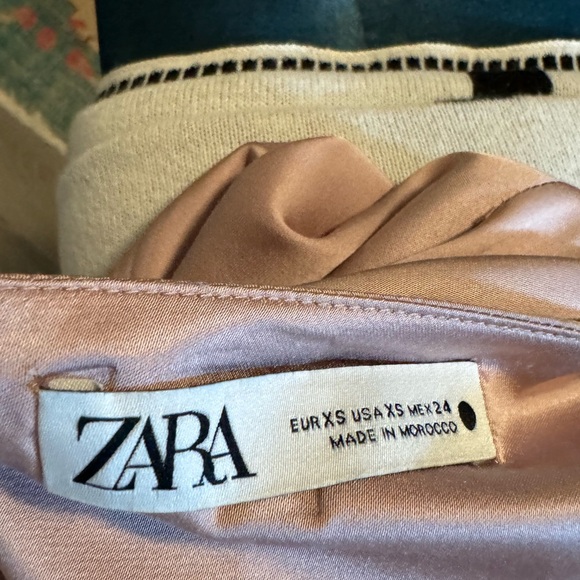 ZARA
EUR XS USA XS MEX 24
MADE IN MOROCCO